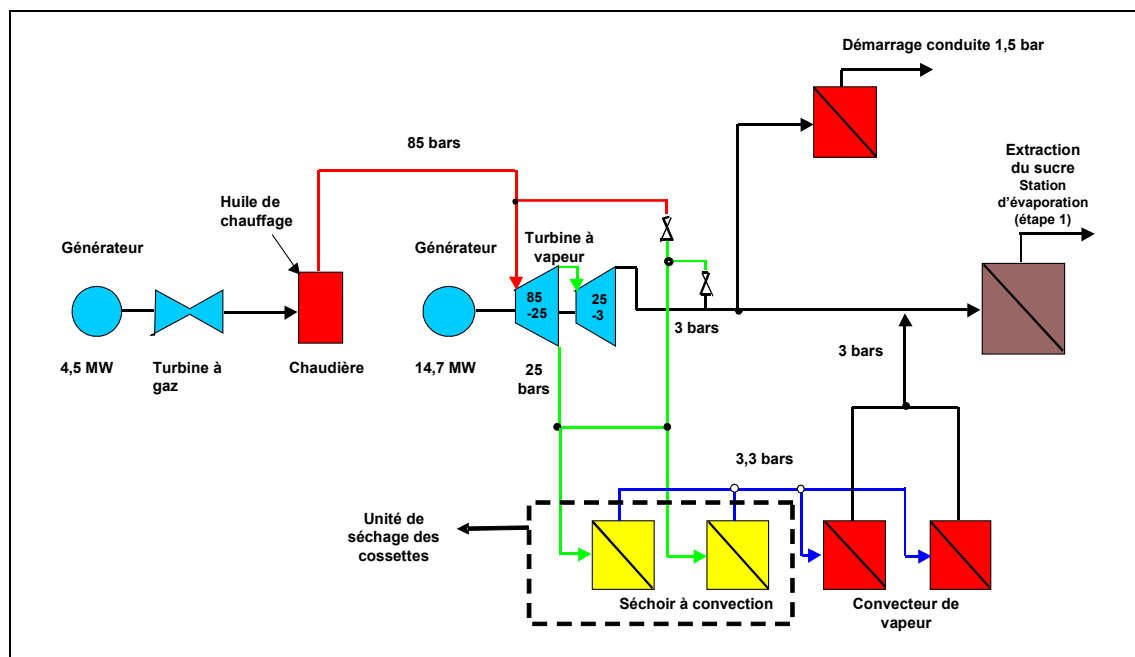 Démarrage conduite 1,5 bar
85 bars
Extraction
du sucre
Station
d'évaporation
(étape 1)
Huile de
chauffage
Générateur
Générateur
Turbine à
vapeur
85
-25
25
-3
3 bars
3 bars
4,5 MW
Turbine à
gaz
Chaudière
14,7 MW
25
bars
3,3 bars
Unité de
séchage des
cossettes
Séchoir à convection
Convecteur de
vapeur